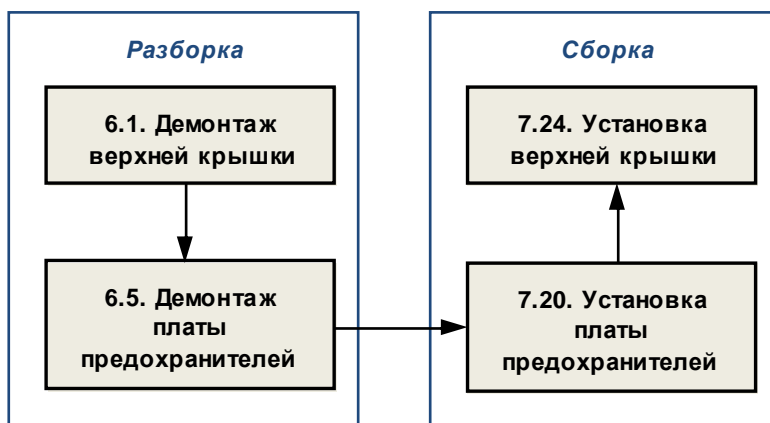 Разборка
6.1. Демонтаж
верхней крышки
6.5. Демонтаж
платы
предохранителей
Сборка
7.24. Установка
верхней крышки
7.20. Установка
платы
предохранителей